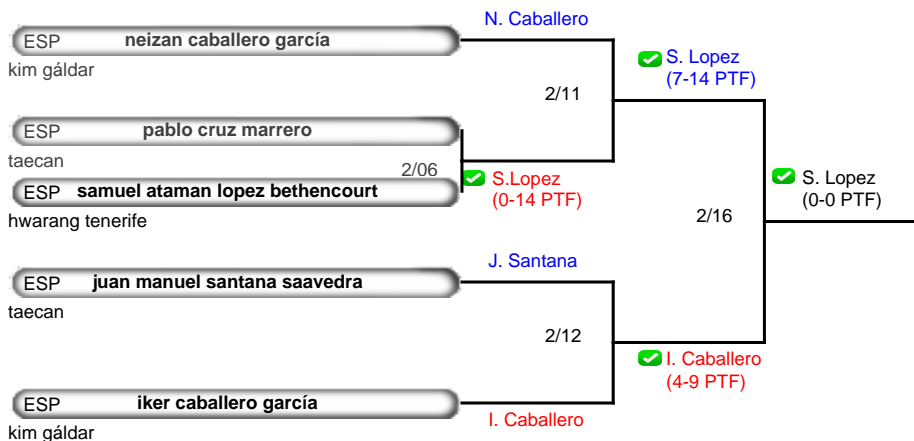 N. Caballero
ESP neizan caballero garcía
kim gáldar
S. Lopez
(7-14 PTF)
2/11
ESP pablo cruz marrero
taecan
2/06
S.Lopez
(0-14 PTF)
ESP samuel ataman lopez bethencourt
hwarang tenerife
S. Lopez
(0-0 PTF)
2/16
J. Santana
ESP juan manuel santana saavedra
taecan
2/12
I. Caballero
(4-9 PTF)
ESP iker caballero garcía
I. Caballero
kim gáldar